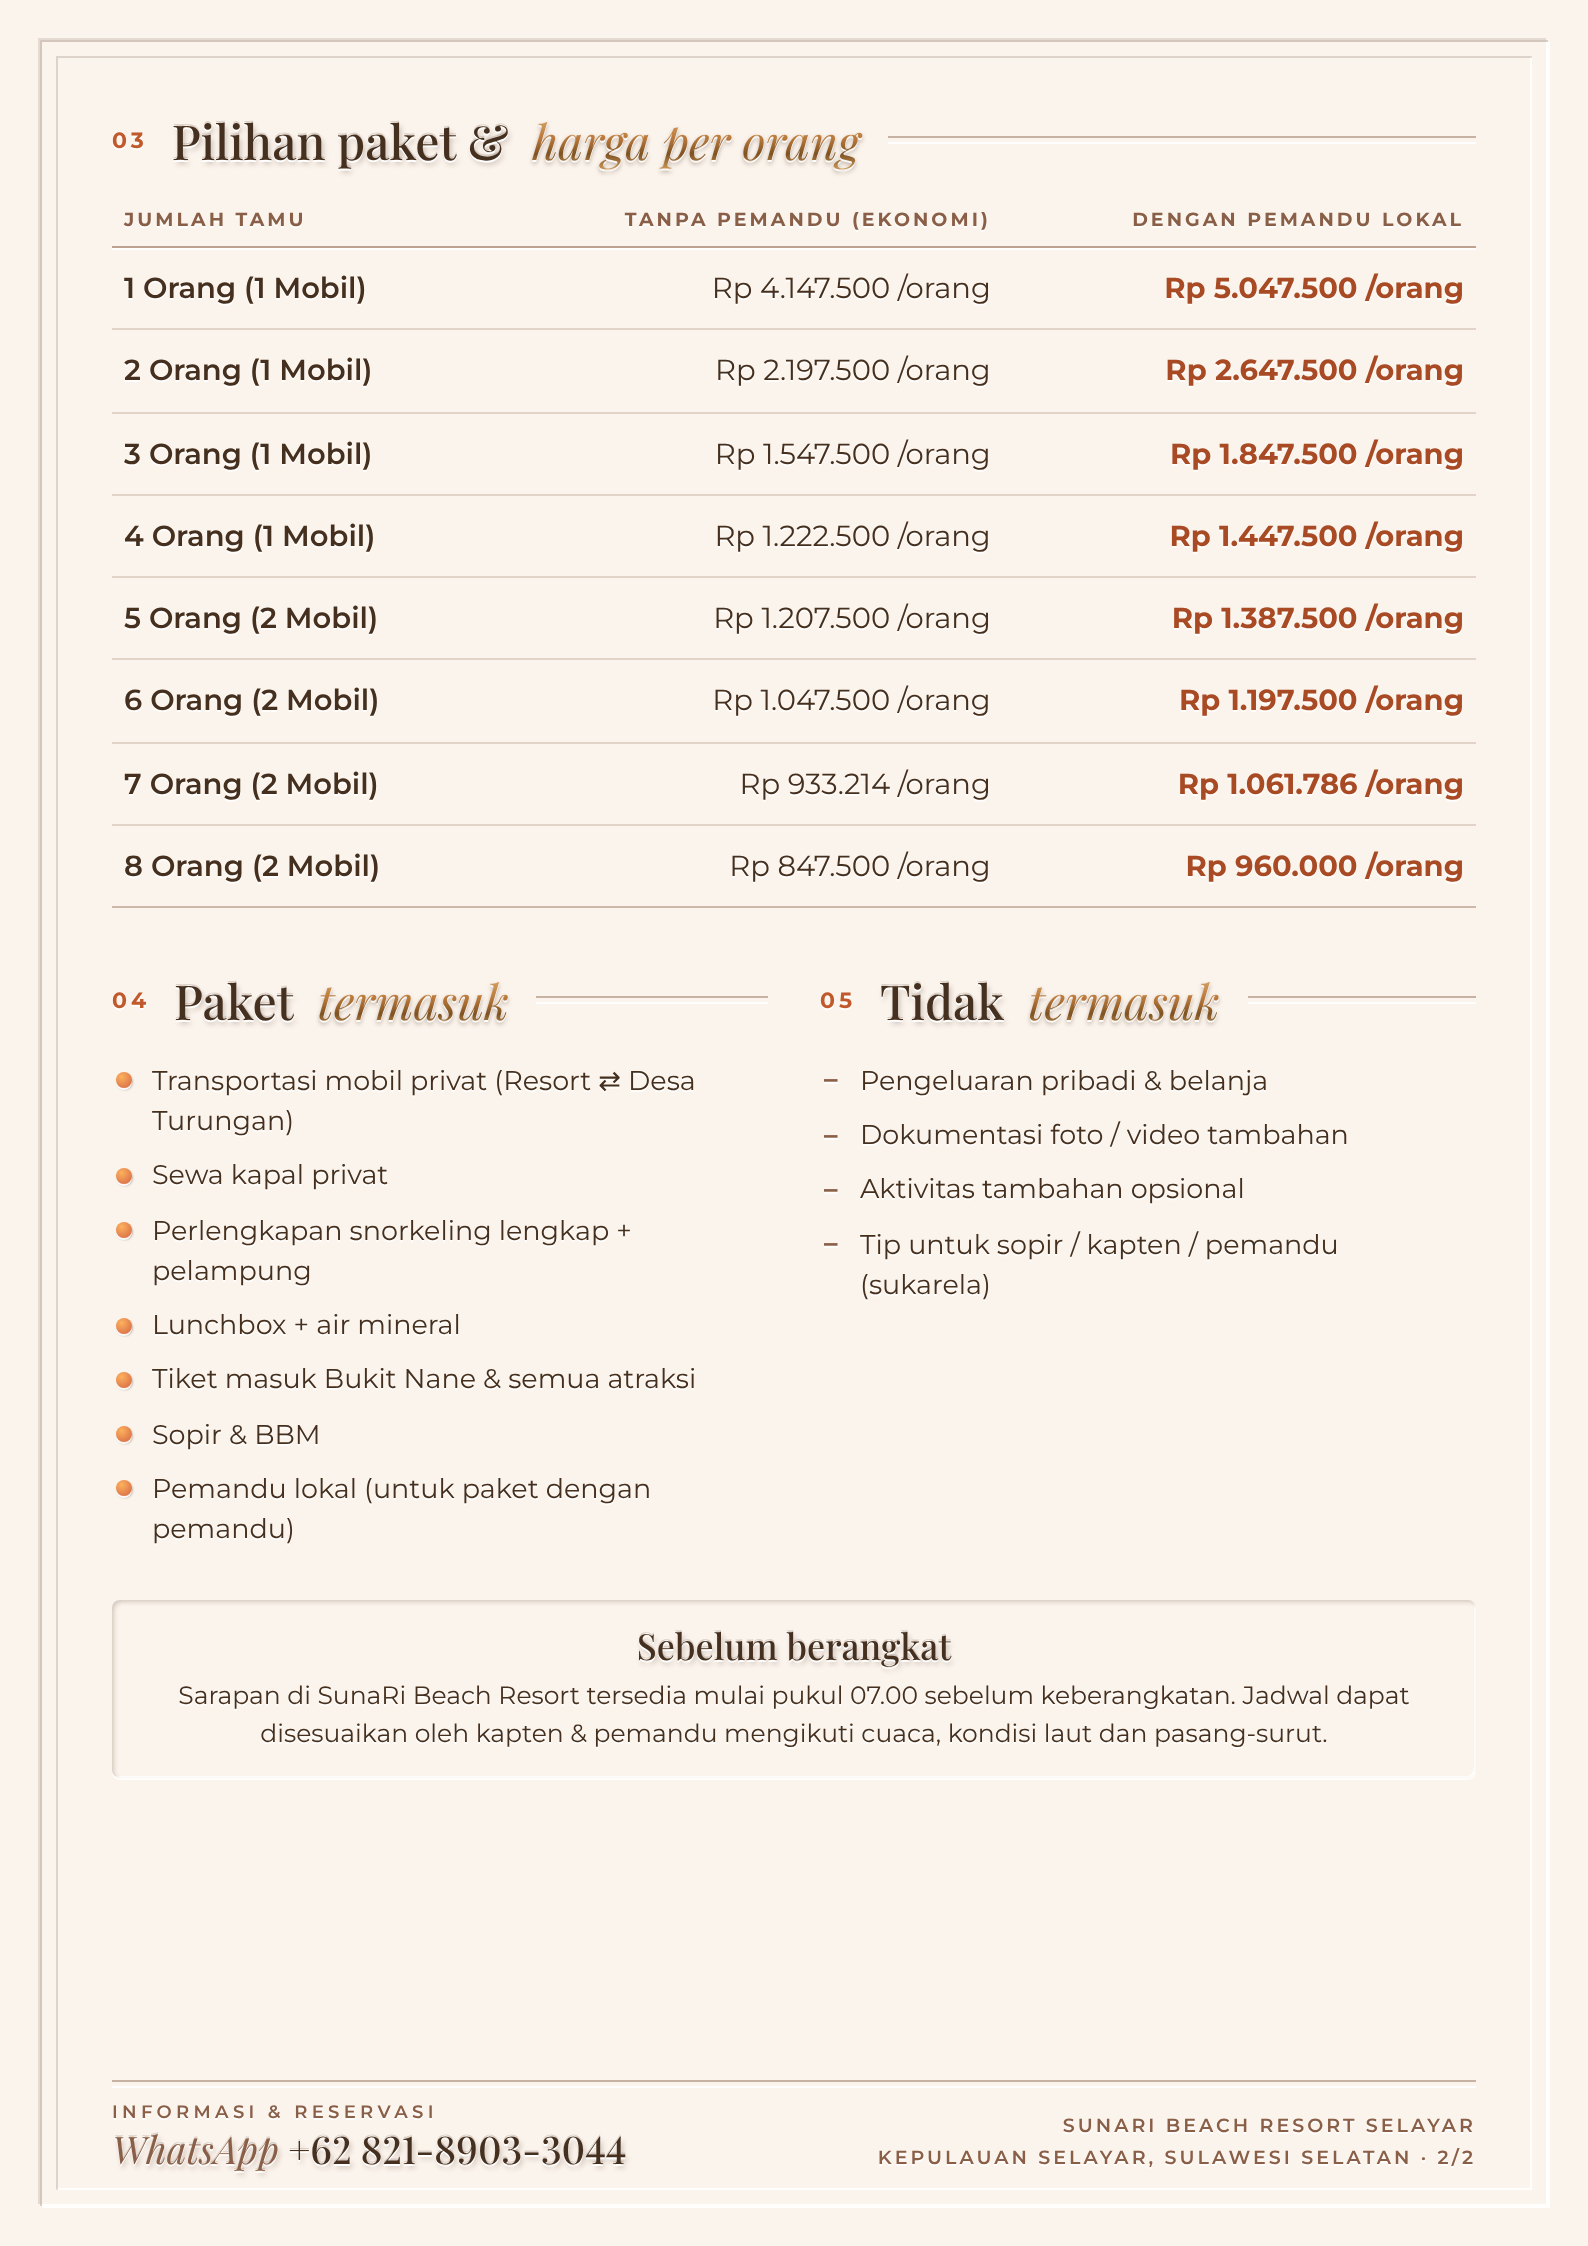 03 Pilihan paket & harga per orang
JUMLAH TAMU TANPA PEMANDU (EKONOMI) DENGAN PEMANDU LOKAL
1 Orang (1 Mobil) Rp 4.147.500 /orang Rp 5.047.500 /orang
2 Orang (1 Mobil) Rp 2.197.500 /orang Rp 2.647.500 /orang
3 Orang (1 Mobil) Rp 1.547.500 /orang Rp 1.847.500 /orang
4 Orang (1 Mobil) Rp 1.222.500 /orang Rp 1.447.500 /orang
5 Orang (2 Mobil) Rp 1.207.500 /orang Rp 1.387.500 /orang
6 Orang (2 Mobil) Rp 1.047.500 /orang Rp 1.197.500 /orang
7 Orang (2 Mobil) Rp 933.214 /orang Rp 1.061.786 /orang
8 Orang (2 Mobil) Rp 847.500 /orang Rp 960.000 /orang
04 Paket termasuk
Transportasi mobil privat (Resort ⇄ Desa
Turungan)
Sewa kapal privat
Perlengkapan snorkeling lengkap +
pelampung
Lunchbox + air mineral
Tiket masuk Bukit Nane & semua atraksi
Sopir & BBM
Pemandu lokal (untuk paket dengan
pemandu)
05 Tidak termasuk
– Pengeluaran pribadi & belanja
– Dokumentasi foto / video tambahan
– Aktivitas tambahan opsional
– Tip untuk sopir / kapten / pemandu
(sukarela)
Sebelum berangkat
Sarapan di SunaRi Beach Resort tersedia mulai pukul 07.00 sebelum keberangkatan. Jadwal dapat
disesuaikan oleh kapten & pemandu mengikuti cuaca, kondisi laut dan pasang-surut.
INFORMASI & RESERVASI
WhatsApp +62 821-8903-3044
SUNARI BEACH RESORT SELAYAR
KEPULAUAN SELAYAR, SULAWESI SELATAN · 2/2